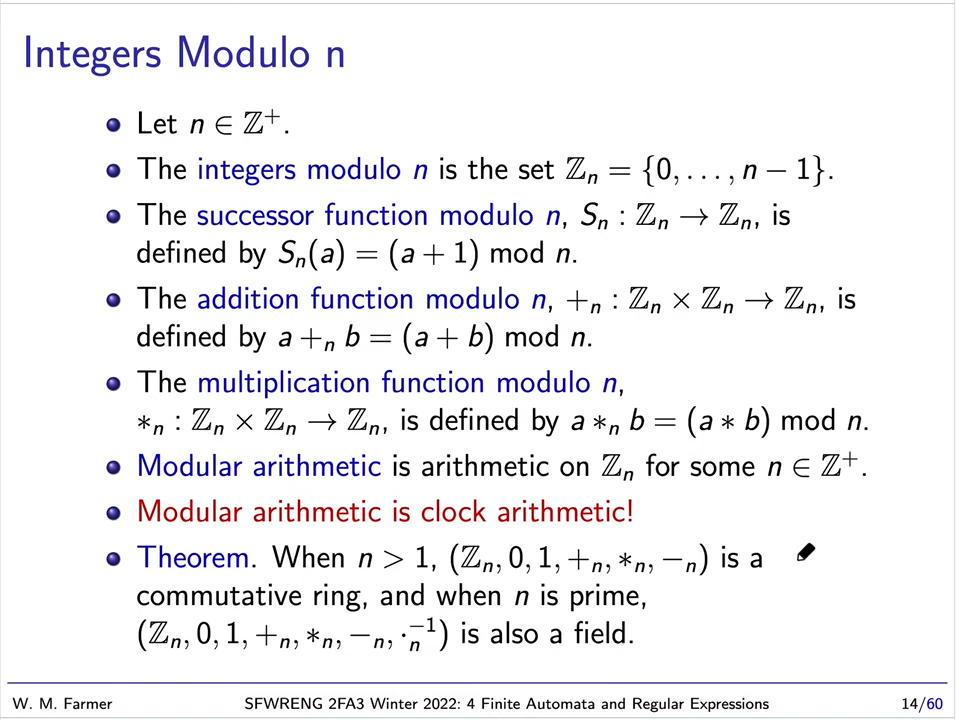 Integers Modulo n
Let n ∈ ℤ⁺.
The integers modulo n is the set ℤₙ = {0, . . . , n − 1}.
The successor function modulo n, Sₙ : ℤₙ → ℤₙ, is
defined by Sₙ(a) = (a + 1) mod n.
The addition function modulo n, +ₙ : ℤₙ × ℤₙ → ℤₙ, is
defined by a +ₙ b = (a + b) mod n.
The multiplication function modulo n,
∗ₙ : ℤₙ × ℤₙ → ℤₙ, is defined by a ∗ₙ b = (a ∗ b) mod n.
Modular arithmetic is arithmetic on ℤₙ for some n ∈ ℤ⁺.
Modular arithmetic is clock arithmetic!
Theorem. When n > 1, (ℤₙ, 0, 1, +ₙ, ∗ₙ, −ₙ) is a
commutative ring, and when n is prime,
(ℤₙ, 0, 1, +ₙ, ∗ₙ, −ₙ, ·ₙ⁻¹) is also a field.
W. M. Farmer SFWRENG 2FA3 Winter 2022: 4 Finite Automata and Regular Expressions 14/60